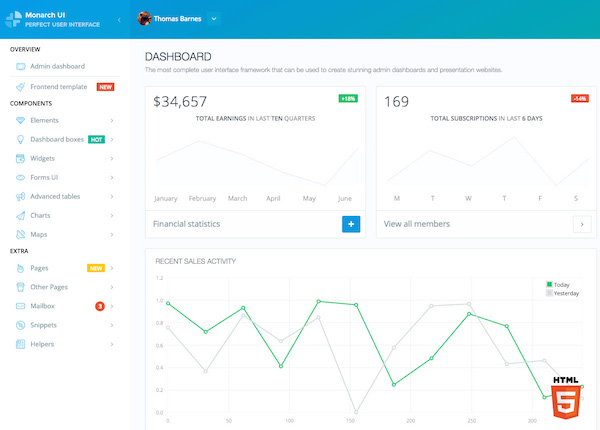 Monarch UI
PERFECT USER INTERFACE
Thomas Barnes
OVERVIEW
Admin dashboard
Frontend template NEW
COMPONENTS
Elements
Dashboard boxes HOT
Widgets
Forms UI
Advanced tables
Charts
Maps
EXTRA
Pages NEW
Other Pages
Mailbox 3
Snippets
Helpers
DASHBOARD
The most complete user interface framework that can be used to create stunning admin dashboards and presentation websites.
$34,657 +18%
TOTAL EARNINGS IN LAST TEN QUARTERS
January February March April May June
Financial statistics
169 -14%
TOTAL SUBSCRIPTIONS IN LAST 6 DAYS
M T W T F S
View all members
RECENT SALES ACTIVITY
Today
Yesterday
1.2
1.0
0.8
0.6
0.4
0.2
0.0
0 50 100 150 200 250 300
HTML
5